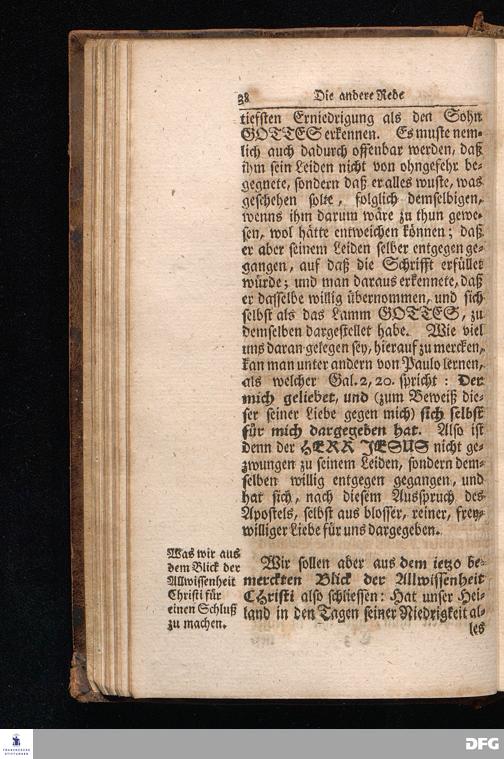 38 Die andere Rede
tiefsten Erniedrigung als den Sohn
GOTTES erkennen. Es muste nem-
lich auch dadurch offenbar werden, daß
ihm sein Leiden nicht von ohngefehr be-
gegnete, sondern daß er alles wuste, was
geschehen solte, folglich demselbigen,
wenns ihm darum wäre zu thun gewe-
sen, wol hätte entweichen können; daß
er aber seinem Leiden selber entgegen ge-
gangen, auf daß die Schrifft erfüllet
würde; und man daraus erkennete, daß
er dasselbe willig übernommen, und sich
selbst als das Lamm GOTTES, zu
demselben dargestellet habe. Wie viel
uns daran gelegen sey, hierauf zu mercken,
kan man unter andern von Paulo lernen,
als welcher Gal. 2, 20. spricht: Der
mich geliebet, und (zum Beweiß die-
ser seiner Liebe gegen mich) sich selbst
für mich dargegeben hat. Also ist
denn der HERR JESUS nicht ge-
zwungen zu seinem Leiden, sondern dem-
selben willig entgegen gegangen, und
hat sich, nach diesem Ausspruch des
Apostels, selbst aus blosser, reiner, frey-
williger Liebe für uns dargegeben.
Was wir aus
dem Blick der
Allwissenheit
Christi für
einen Schluß
zu machen.
Wir sollen aber aus dem ietzo be-
merckten Blick der Allwissenheit
CHristi also schliessen: Hat unser Hei-
land in den Tagen seiner Niedrigkeit al-
les
FRANCKESCHE
STIFTUNGEN
DFG